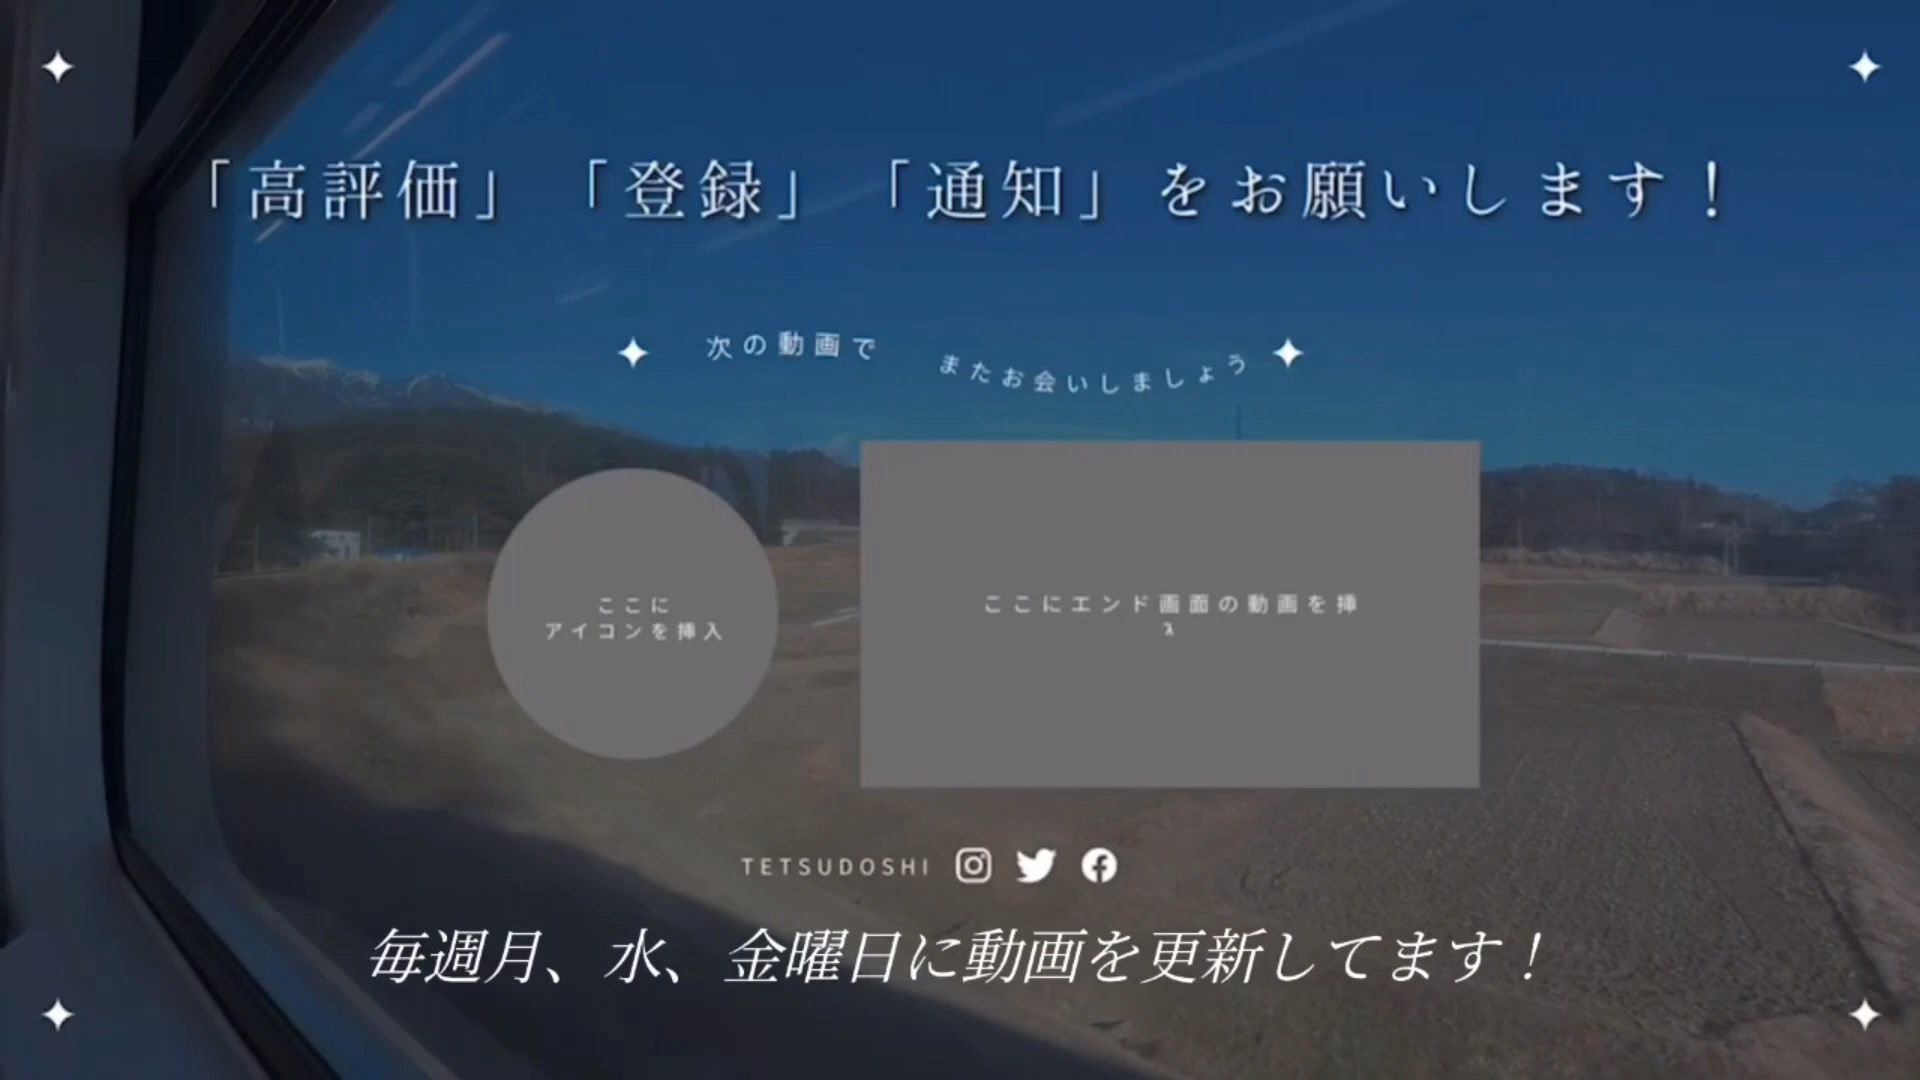 「高評価」「登録」「通知」をお願いします！
次の動画で またお会いしましょう
ここに
アイコンを挿入
ここにエンド画面の動画を挿
入
TETSUDOSHI
毎週月、水、金曜日に動画を更新してます！